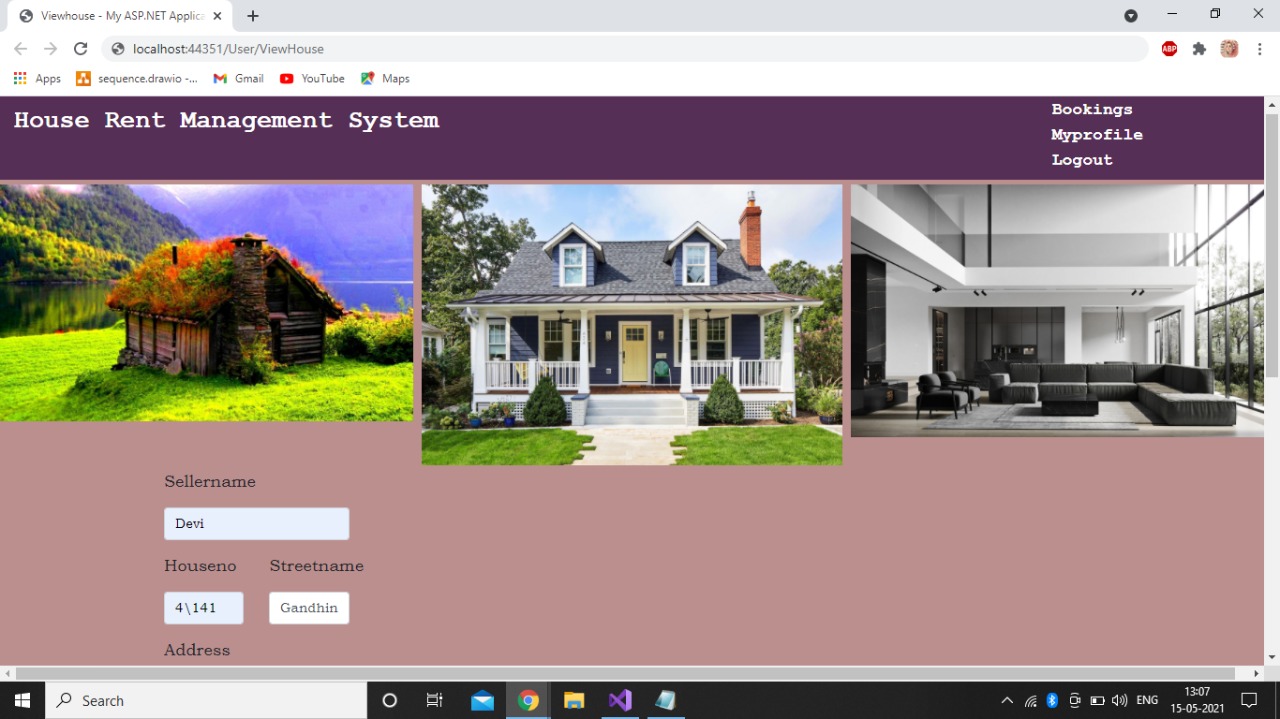 Viewhouse - My ASP.NET Applica
localhost:44351/User/ViewHouse
ABP
Apps
sequence.drawio -...
Gmail
YouTube
Maps
House Rent Management System
Bookings
Myprofile
Logout
Sellername
Devi
Houseno Streetname
4\141 Gandhin
Address
Search
ENG
13:07
15-05-2021